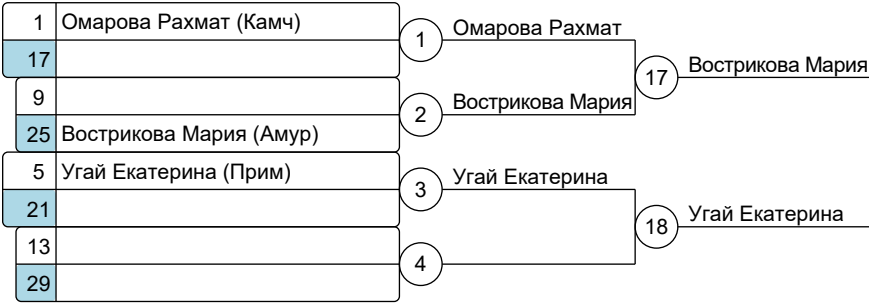 1 Омарова Рахмат (Камч)
17
1 Омарова Рахмат
9
25 Вострикова Мария (Амур)
2 Вострикова Мария
17 Вострикова Мария
5 Угай Екатерина (Прим)
21
3 Угай Екатерина
13
29
4
18 Угай Екатерина